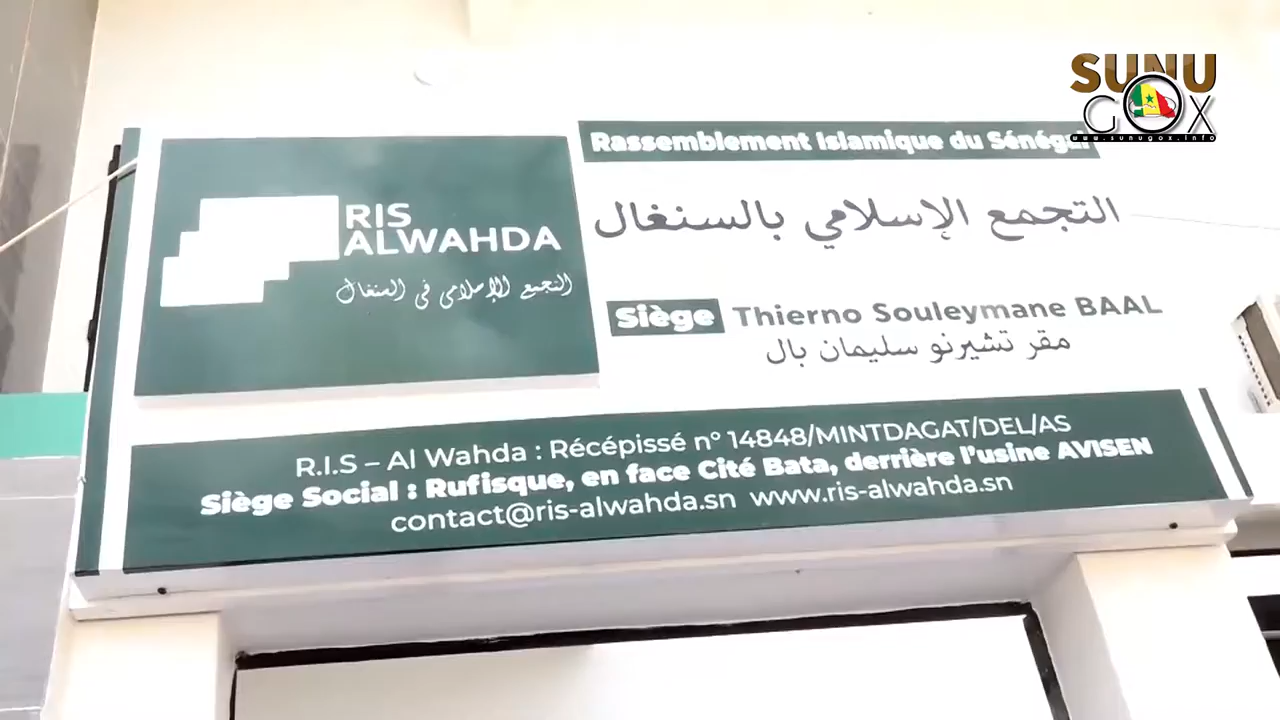 SUNU
GOX
www.sunugox.info
Rassemblement Islamique du Sénégal
التجمع الإسلامي بالسنغال
RIS
ALWAHDA
التجمع الإسلامي في السنغال
Siège Thierno Souleymane BAAL
مقر تشيرنو سليمان بال
R.I.S – Al Wahda : Récépissé n° 14848/MINTDAGAT/DEL/AS
Siège Social : Rufisque, en face Cité Bata, derrière l'usine AVISEN
contact@ris-alwahda.sn www.ris-alwahda.sn